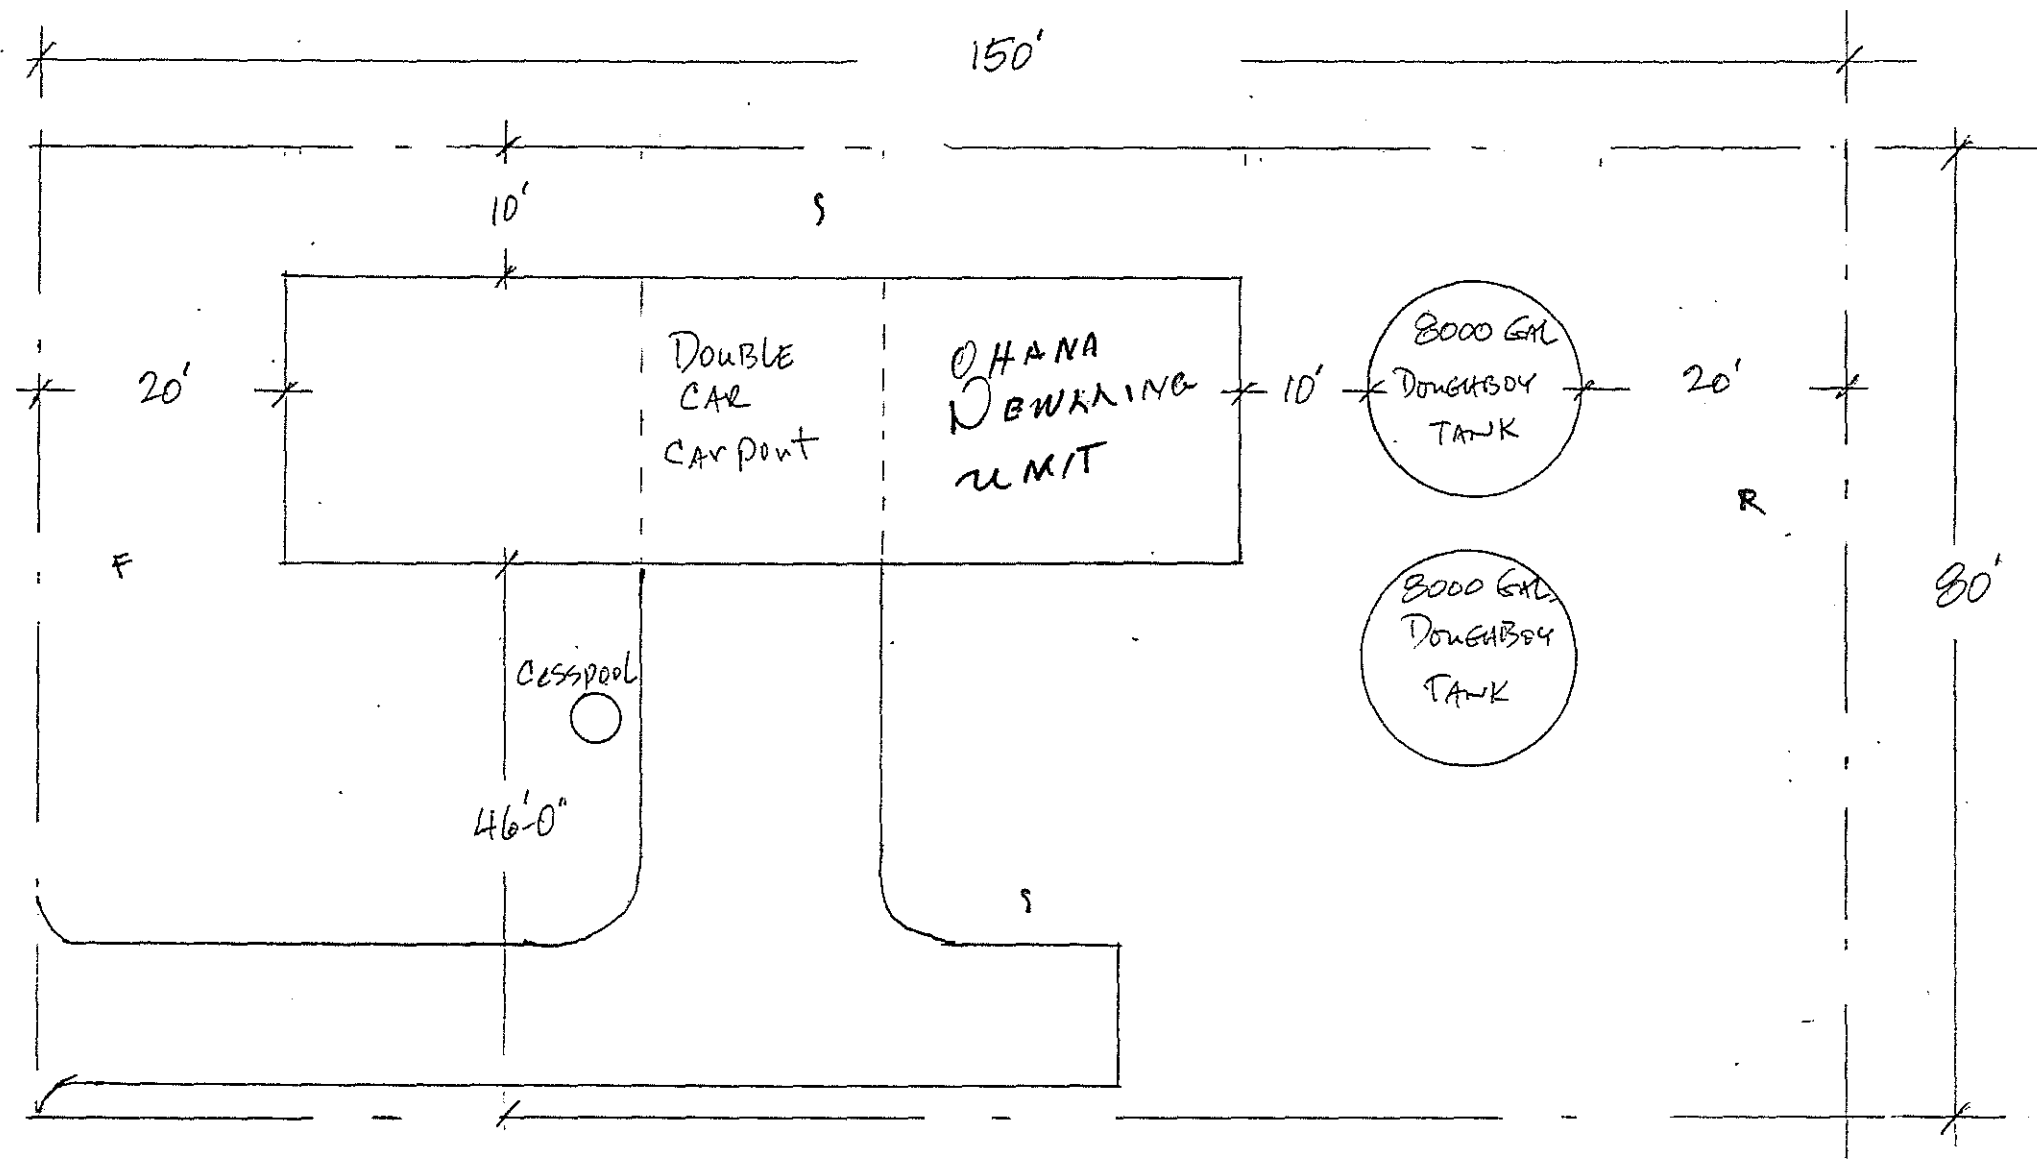 150'
10'
S
20'
DOUBLE
CAR
CARPORT
OHANA
DEWLLING
UNIT
10'
8000 GAL
DOUGHBOY
TANK
20'
R
F
80'
8000 GAL.
DOUGHBOY
TANK
CESSPOOL
46'-0"
S